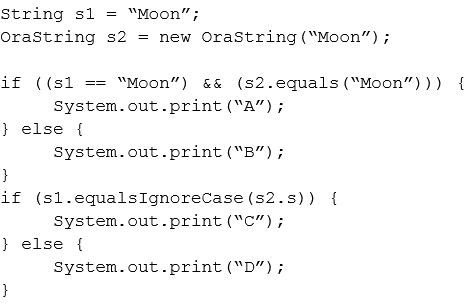 String s1 = “Moon”;
OraString s2 = new OraString(“Moon”);
if ((s1 == “Moon”) && (s2.equals(“Moon”))) {
System.out.print(“A”);
} else {
System.out.print(“B”);
}
if (s1.equalsIgnoreCase(s2.s)) {
System.out.print(“C”);
} else {
System.out.print(“D”);
}